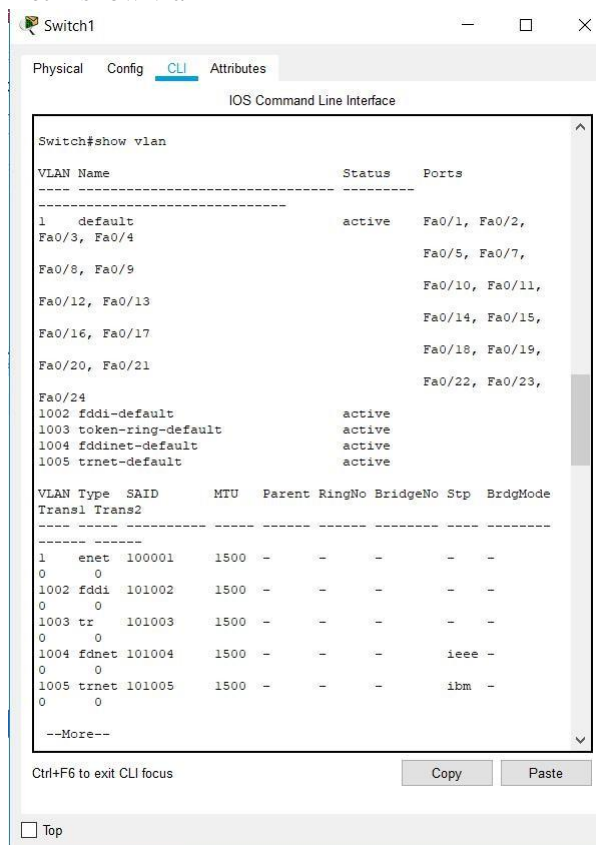 Switch1
Physical Config CLI Attributes
IOS Command Line Interface
Switch#show vlan
VLAN Name Status Ports
---- -------------------------------- ---------
-------------------------------
1 default active Fa0/1, Fa0/2,
Fa0/3, Fa0/4
Fa0/5, Fa0/7,
Fa0/8, Fa0/9
Fa0/10, Fa0/11,
Fa0/12, Fa0/13
Fa0/14, Fa0/15,
Fa0/16, Fa0/17
Fa0/18, Fa0/19,
Fa0/20, Fa0/21
Fa0/22, Fa0/23,
Fa0/24
1002 fddi-default active
1003 token-ring-default active
1004 fddinet-default active
1005 trnet-default active
VLAN Type SAID MTU Parent RingNo BridgeNo Stp BrdgMode
Trans1 Trans2
---- ----- ---------- ----- ------ ------ -------- ---- --------
------ ------
1 enet 100001 1500 - - - - -
0 0
1002 fddi 101002 1500 - - - - -
0 0
1003 tr 101003 1500 - - - - -
0 0
1004 fdnet 101004 1500 - - - ieee -
0 0
1005 trnet 101005 1500 - - - ibm -
0 0
--More--
Ctrl+F6 to exit CLI focus
Copy Paste
Top